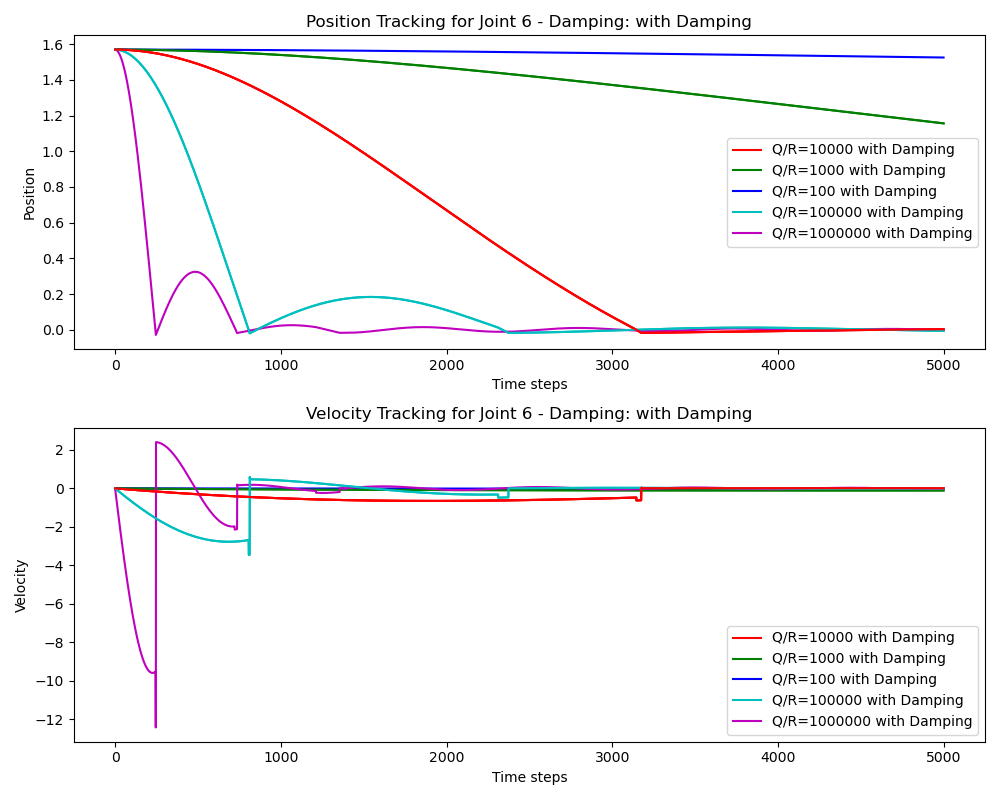 Position Tracking for Joint 6 - Damping: with Damping
1.6
1.4
1.2
1.0
0.8
0.6
0.4
0.2
0.0
Position
Q/R=10000 with Damping
Q/R=1000 with Damping
Q/R=100 with Damping
Q/R=100000 with Damping
Q/R=1000000 with Damping
0 1000 2000 3000 4000 5000
Time steps
Velocity Tracking for Joint 6 - Damping: with Damping
2
0
−2
−4
−6
−8
−10
−12
Velocity
Q/R=10000 with Damping
Q/R=1000 with Damping
Q/R=100 with Damping
Q/R=100000 with Damping
Q/R=1000000 with Damping
0 1000 2000 3000 4000 5000
Time steps